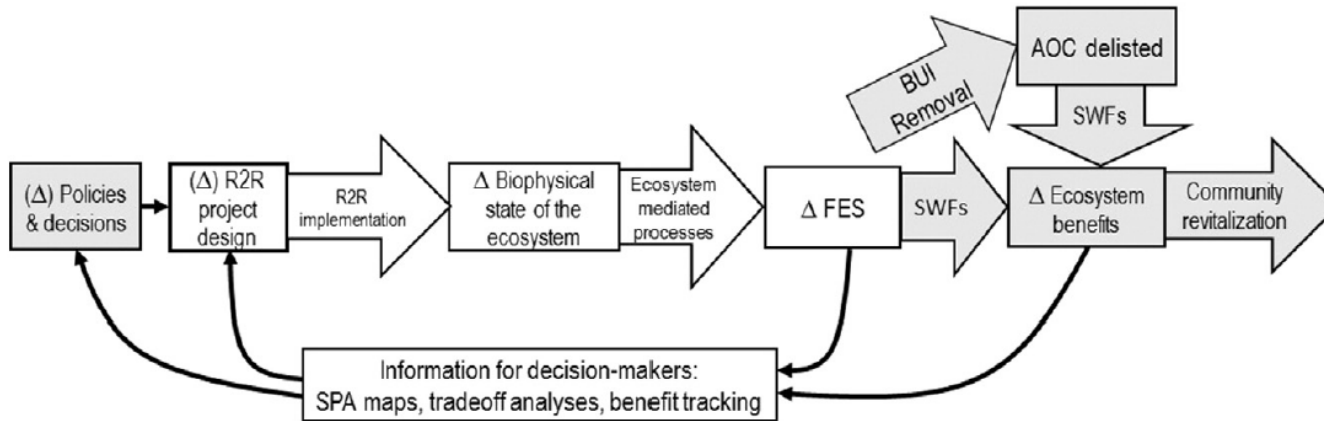 BUI
Removal
AOC delisted
SWFs
(Δ) Policies
& decisions
(Δ) R2R
project
design
R2R
implementation
Δ Biophysical
state of the
ecosystem
Ecosystem
mediated
processes
Δ FES
SWFs
Δ Ecosystem
benefits
Community
revitalization
Information for decision-makers:
SPA maps, tradeoff analyses, benefit tracking